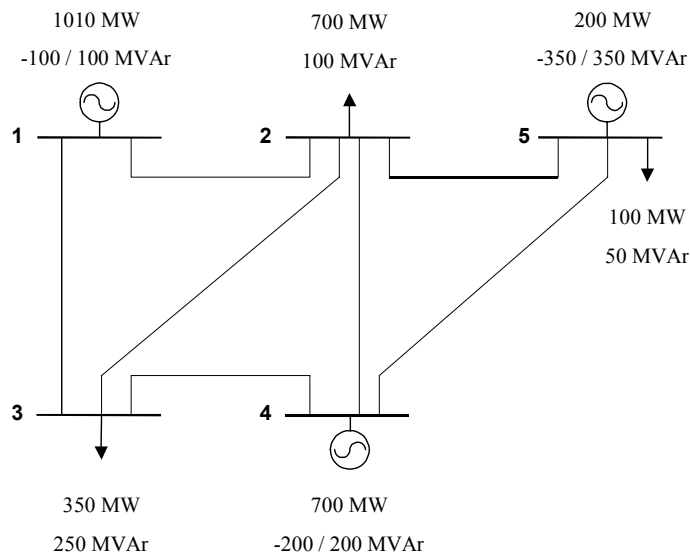 1010 MW
-100 / 100 MVAr
700 MW
100 MVAr
200 MW
-350 / 350 MVAr
1
2
5
100 MW
50 MVAr
3
4
350 MW
250 MVAr
700 MW
-200 / 200 MVAr